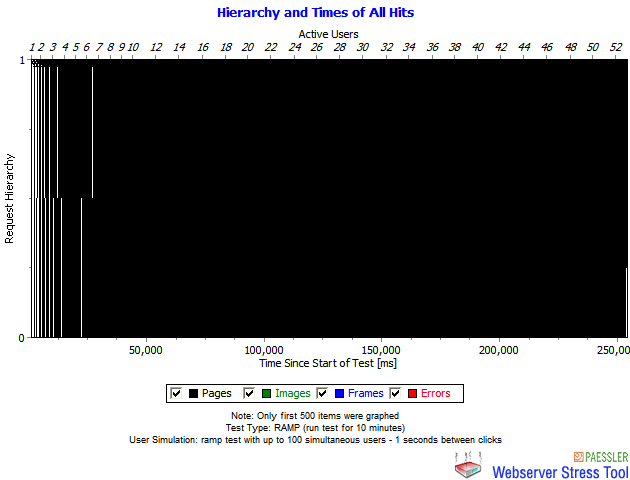 Hierarchy and Times of All Hits
Active Users
1 2 3 4 5 6 7 8 9 10 12 14 16 18 20 22 24 26 28 30 32 34 36 38 40 42 44 46 48 50 52
1
Request Hierarchy
0
50,000 100,000 150,000 200,000 250,000
Time Since Start of Test [ms]
Pages Images Frames Errors
Note: Only first 500 items were graphed
Test Type: RAMP (run test for 10 minutes)
User Simulation: ramp test with up to 100 simultaneous users - 1 seconds between clicks
PAESSLER
Webserver Stress Tool